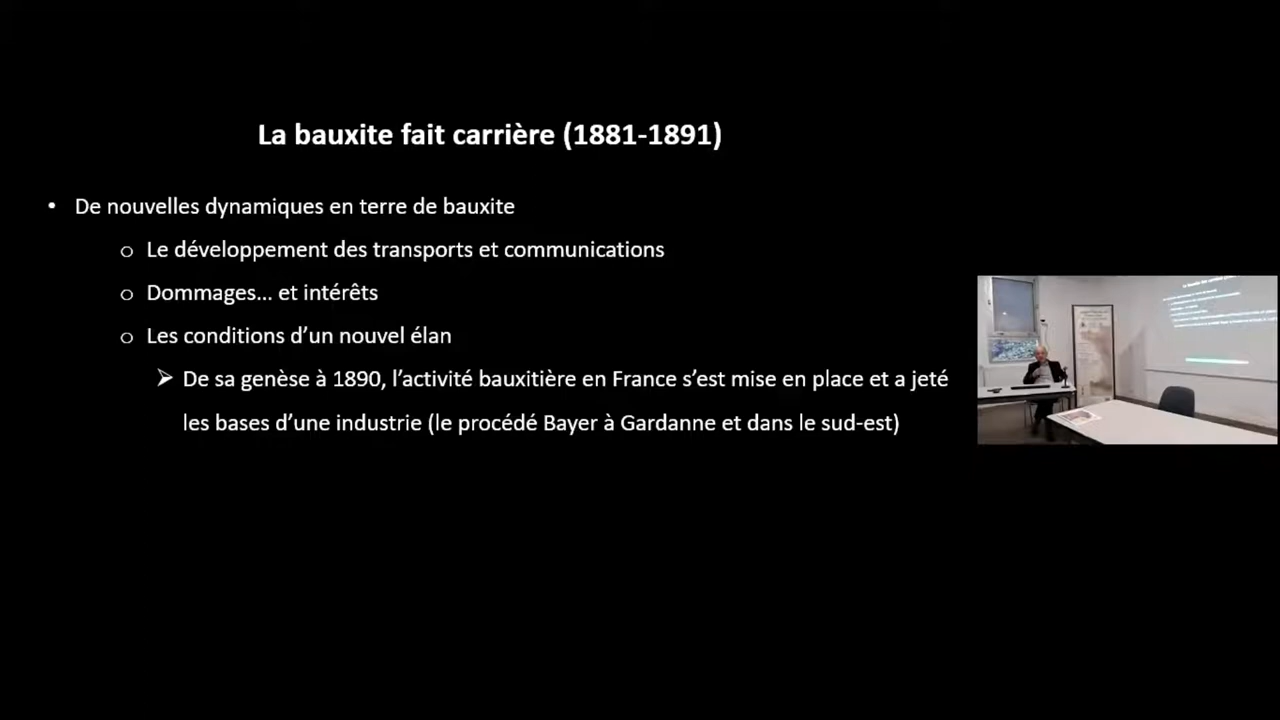 La bauxite fait carrière (1881-1891)
• De nouvelles dynamiques en terre de bauxite
o Le développement des transports et communications
o Dommages... et intérêts
o Les conditions d’un nouvel élan
➢ De sa genèse à 1890, l’activité bauxitière en France s’est mise en place et a jeté
les bases d’une industrie (le procédé Bayer à Gardanne et dans le sud-est)